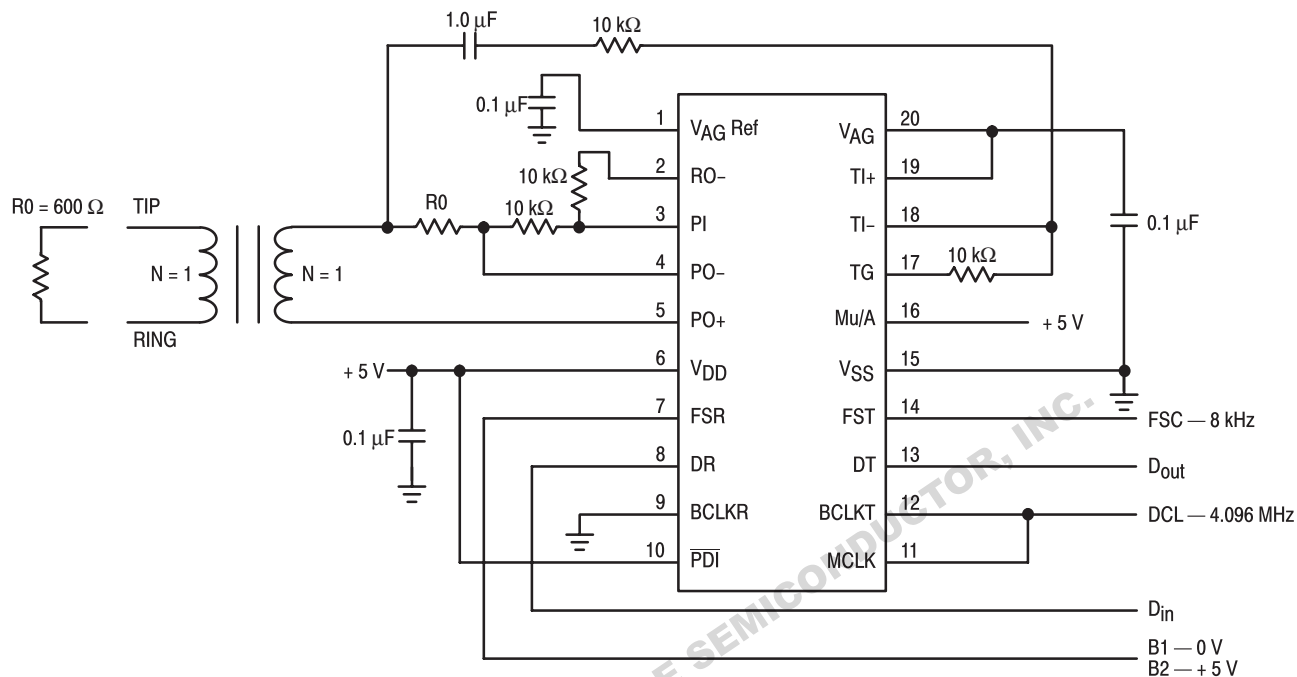 1.0 µF
10 kΩ
0.1 µF
1
VAG Ref
VAG
20
10 kΩ
2
RO–
TI+
19
R0 = 600 Ω
TIP
R0
10 kΩ
3
PI
TI–
18
0.1 µF
N = 1
N = 1
4
PO–
TG
17
10 kΩ
5
PO+
Mu/A
16
+ 5 V
RING
+ 5 V
6
VDD
VSS
15
7
FSR
FST
14
FSC — 8 kHz
0.1 µF
8
DR
DT
13
Dout
9
BCLKR
BCLKT
12
DCL — 4.096 MHz
10
PDI
MCLK
11
Din
B1 — 0 V
B2 — + 5 V
SEMICONDUCTOR, INC.